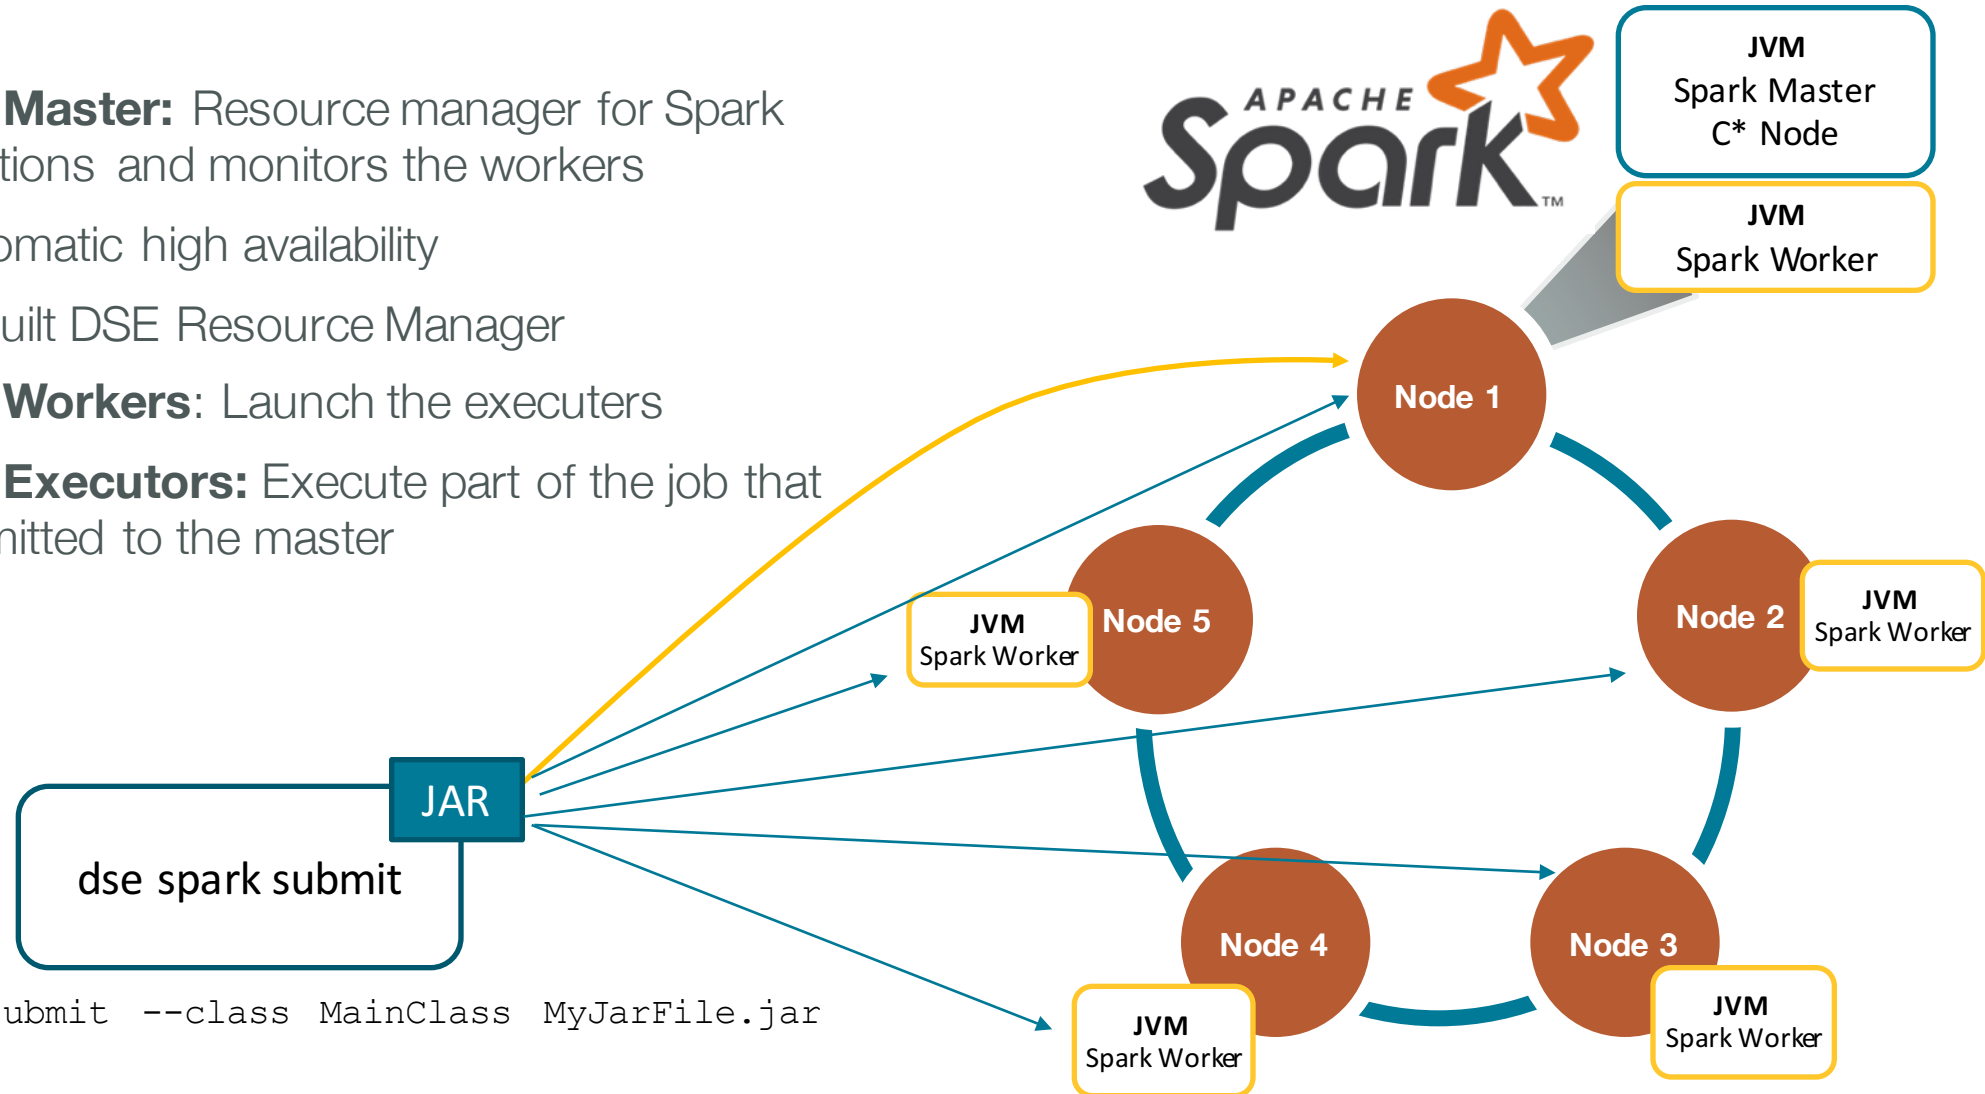 Master: Resource manager for Spark
tions and monitors the workers
omatic high availability
uilt DSE Resource Manager
Workers: Launch the executers
Executors: Execute part of the job that
mitted to the master
APACHE
Spark
TM
JVM
Spark Master
C* Node
JVM
Spark Worker
Node 1
Node 5
JVM
Spark Worker
Node 2
JVM
Spark Worker
JAR
dse spark submit
Node 4
JVM
Spark Worker
Node 3
JVM
Spark Worker
ubmit --class MainClass MyJarFile.jar